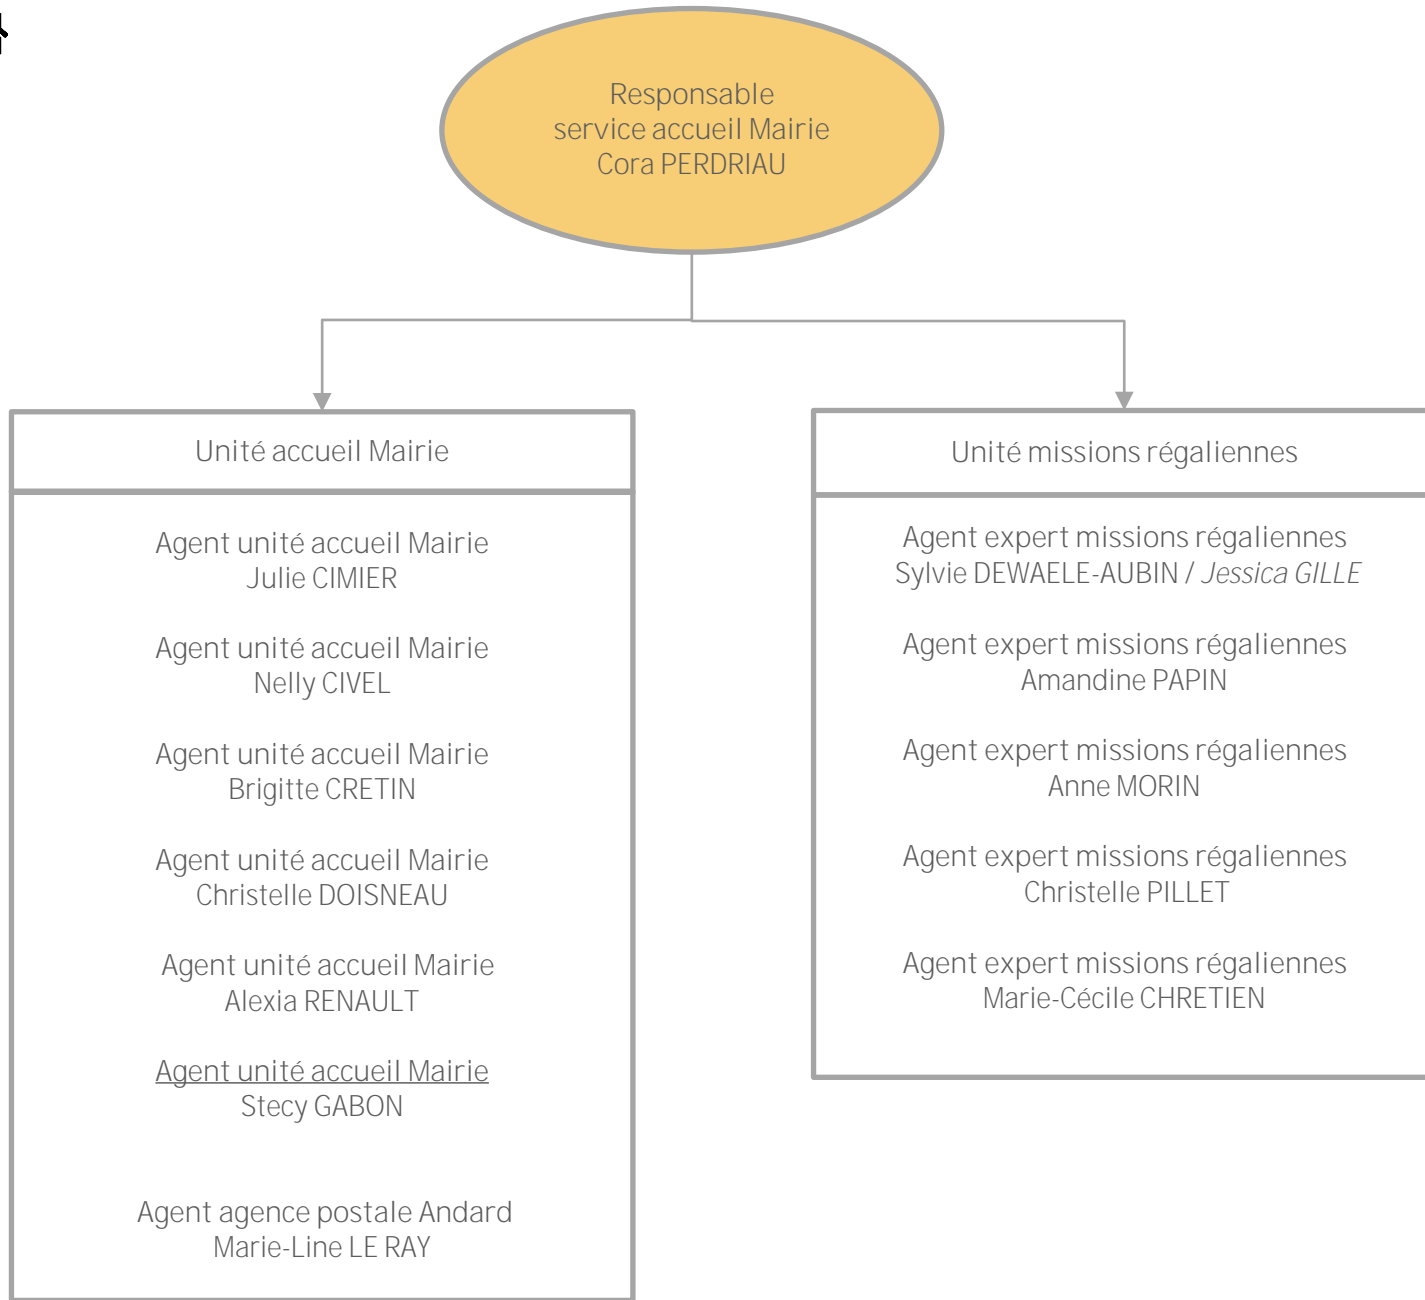 Responsable
service accueil Mairie
Cora PERDRIAU
Unité accueil Mairie
Agent unité accueil Mairie
Julie CIMIER
Agent unité accueil Mairie
Nelly CIVEL
Agent unité accueil Mairie
Brigitte CRETIN
Agent unité accueil Mairie
Christelle DOISNEAU
Agent unité accueil Mairie
Alexia RENAULT
Agent unité accueil Mairie
Stecy GABON
Agent agence postale Andard
Marie-Line LE RAY
Unité missions régaliennes
Agent expert missions régaliennes
Sylvie DEWAELE-AUBIN / Jessica GILLE
Agent expert missions régaliennes
Amandine PAPIN
Agent expert missions régaliennes
Anne MORIN
Agent expert missions régaliennes
Christelle PILLET
Agent expert missions régaliennes
Marie-Cécile CHRETIEN